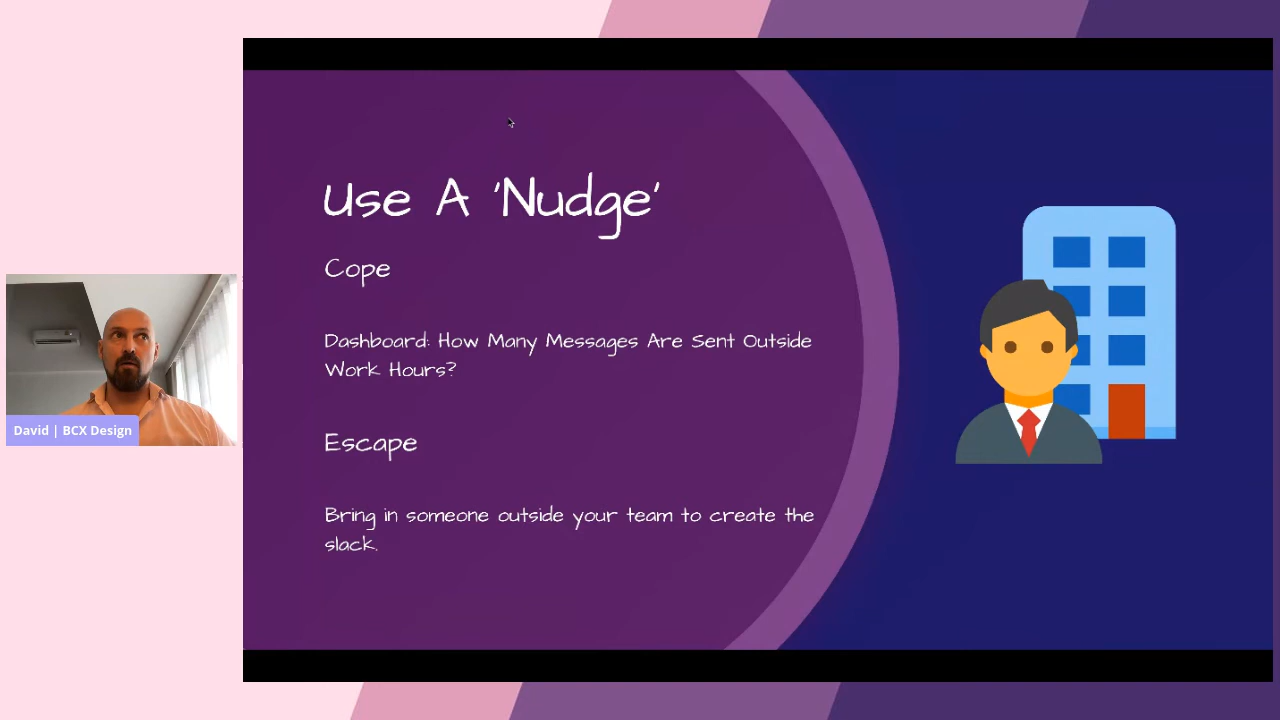 Use A 'Nudge'
Cope
Dashboard: How Many Messages Are Sent Outside
Work Hours?
Escape
Bring in someone outside your team to create the
slack.
David | BCX Design